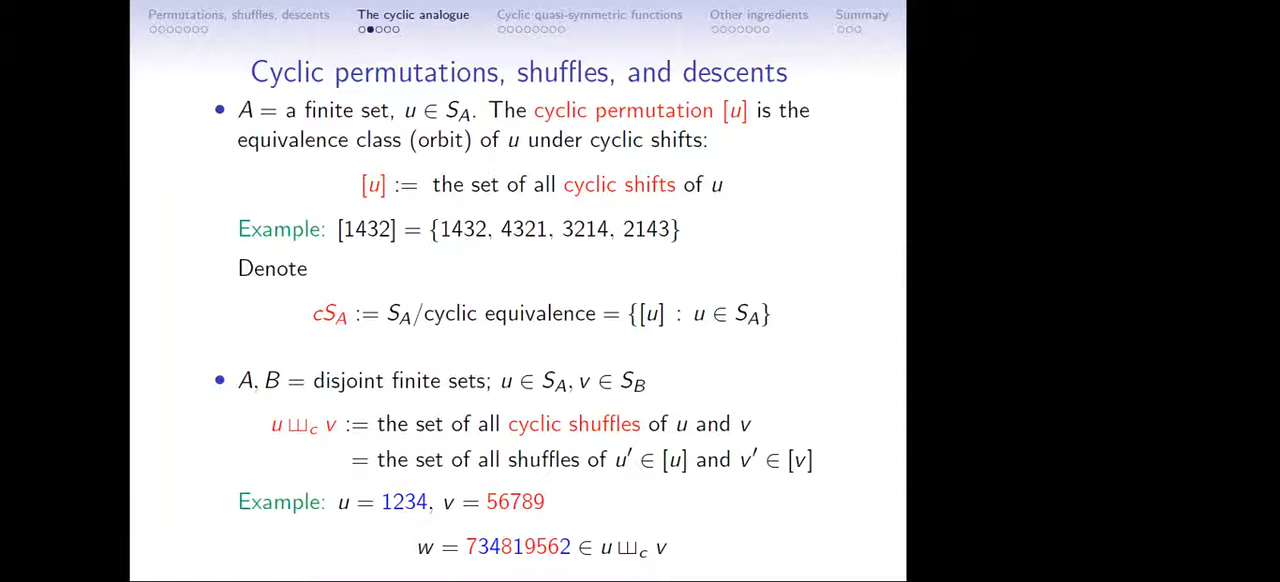 Permutations, shuffles, descents The cyclic analogue Cyclic quasi-symmetric functions Other ingredients Summary
Cyclic permutations, shuffles, and descents
• A = a finite set, u ∈ S_A. The cyclic permutation [u] is the
equivalence class (orbit) of u under cyclic shifts:
[u] := the set of all cyclic shifts of u
Example: [1432] = {1432, 4321, 3214, 2143}
Denote
cS_A := S_A/cyclic equivalence = {[u] : u ∈ S_A}
• A, B = disjoint finite sets; u ∈ S_A, v ∈ S_B
u ⧢_c v := the set of all cyclic shuffles of u and v
= the set of all shuffles of u′ ∈ [u] and v′ ∈ [v]
Example: u = 1234, v = 56789
w = 734819562 ∈ u ⧢_c v